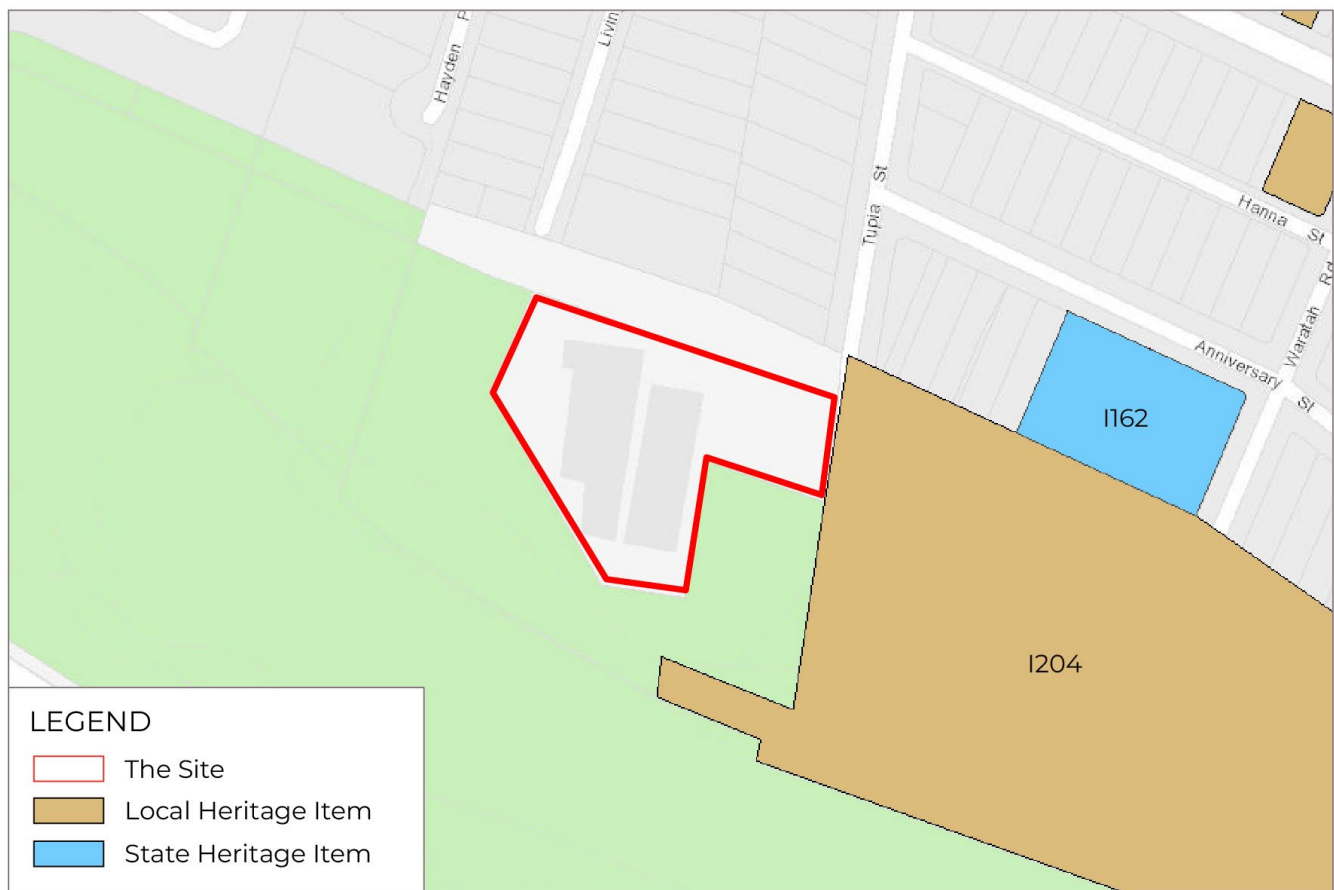 Hayden P
Livin
Tupia St
Hanna St
Waratah Rd
Anniversary St
I162
I204
LEGEND
The Site
Local Heritage Item
State Heritage Item